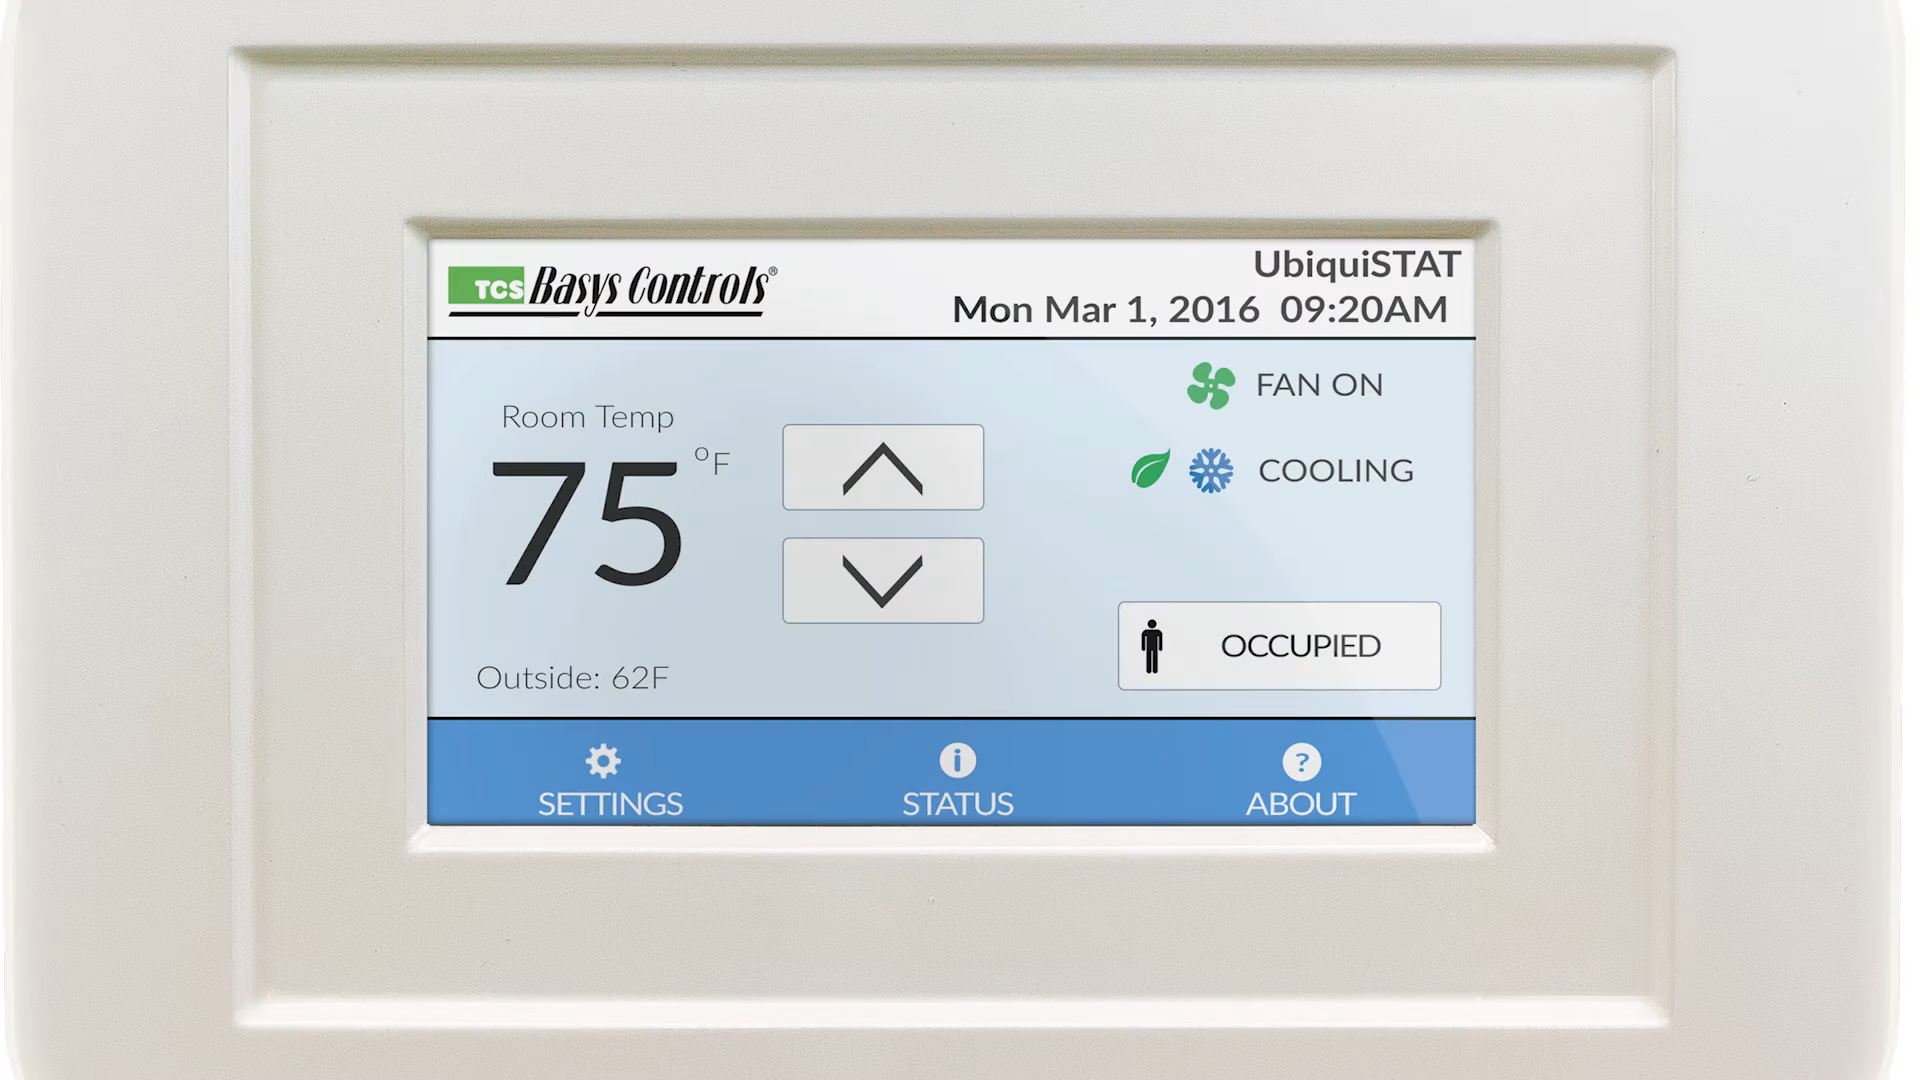 TCS Basys Controls®
UbiquiSTAT
Mon Mar 1, 2016 09:20AM
FAN ON
Room Temp
75 °F
COOLING
OCCUPIED
Outside: 62F
SETTINGS
STATUS
ABOUT